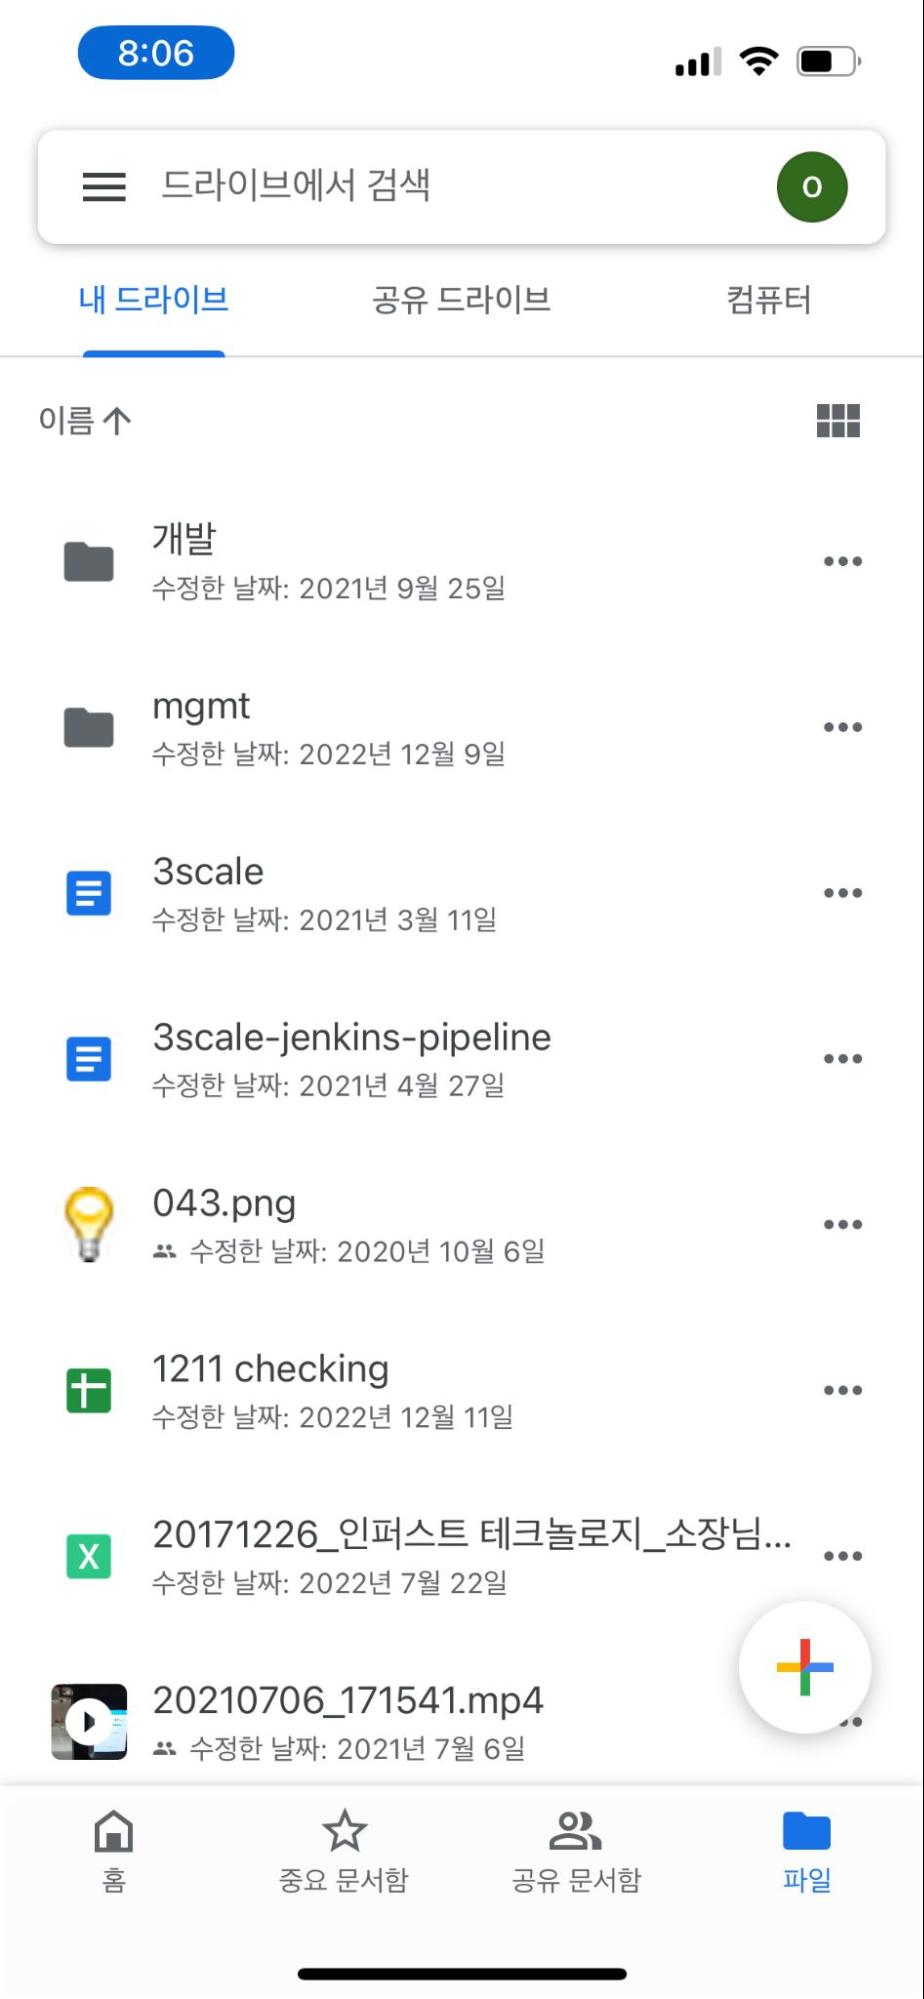 8:06
드라이브에서 검색
O
내 드라이브
공유 드라이브
컴퓨터
이름
개발
수정한 날짜: 2021년 9월 25일
mgmt
수정한 날짜: 2022년 12월 9일
3scale
수정한 날짜: 2021년 3월 11일
3scale-jenkins-pipeline
수정한 날짜: 2021년 4월 27일
043.png
수정한 날짜: 2020년 10월 6일
1211 checking
수정한 날짜: 2022년 12월 11일
X
20171226_인퍼스트 테크놀로지_소장님...
수정한 날짜: 2022년 7월 22일
20210706_171541.mp4
수정한 날짜: 2021년 7월 6일
홈
중요 문서함
공유 문서함
파일